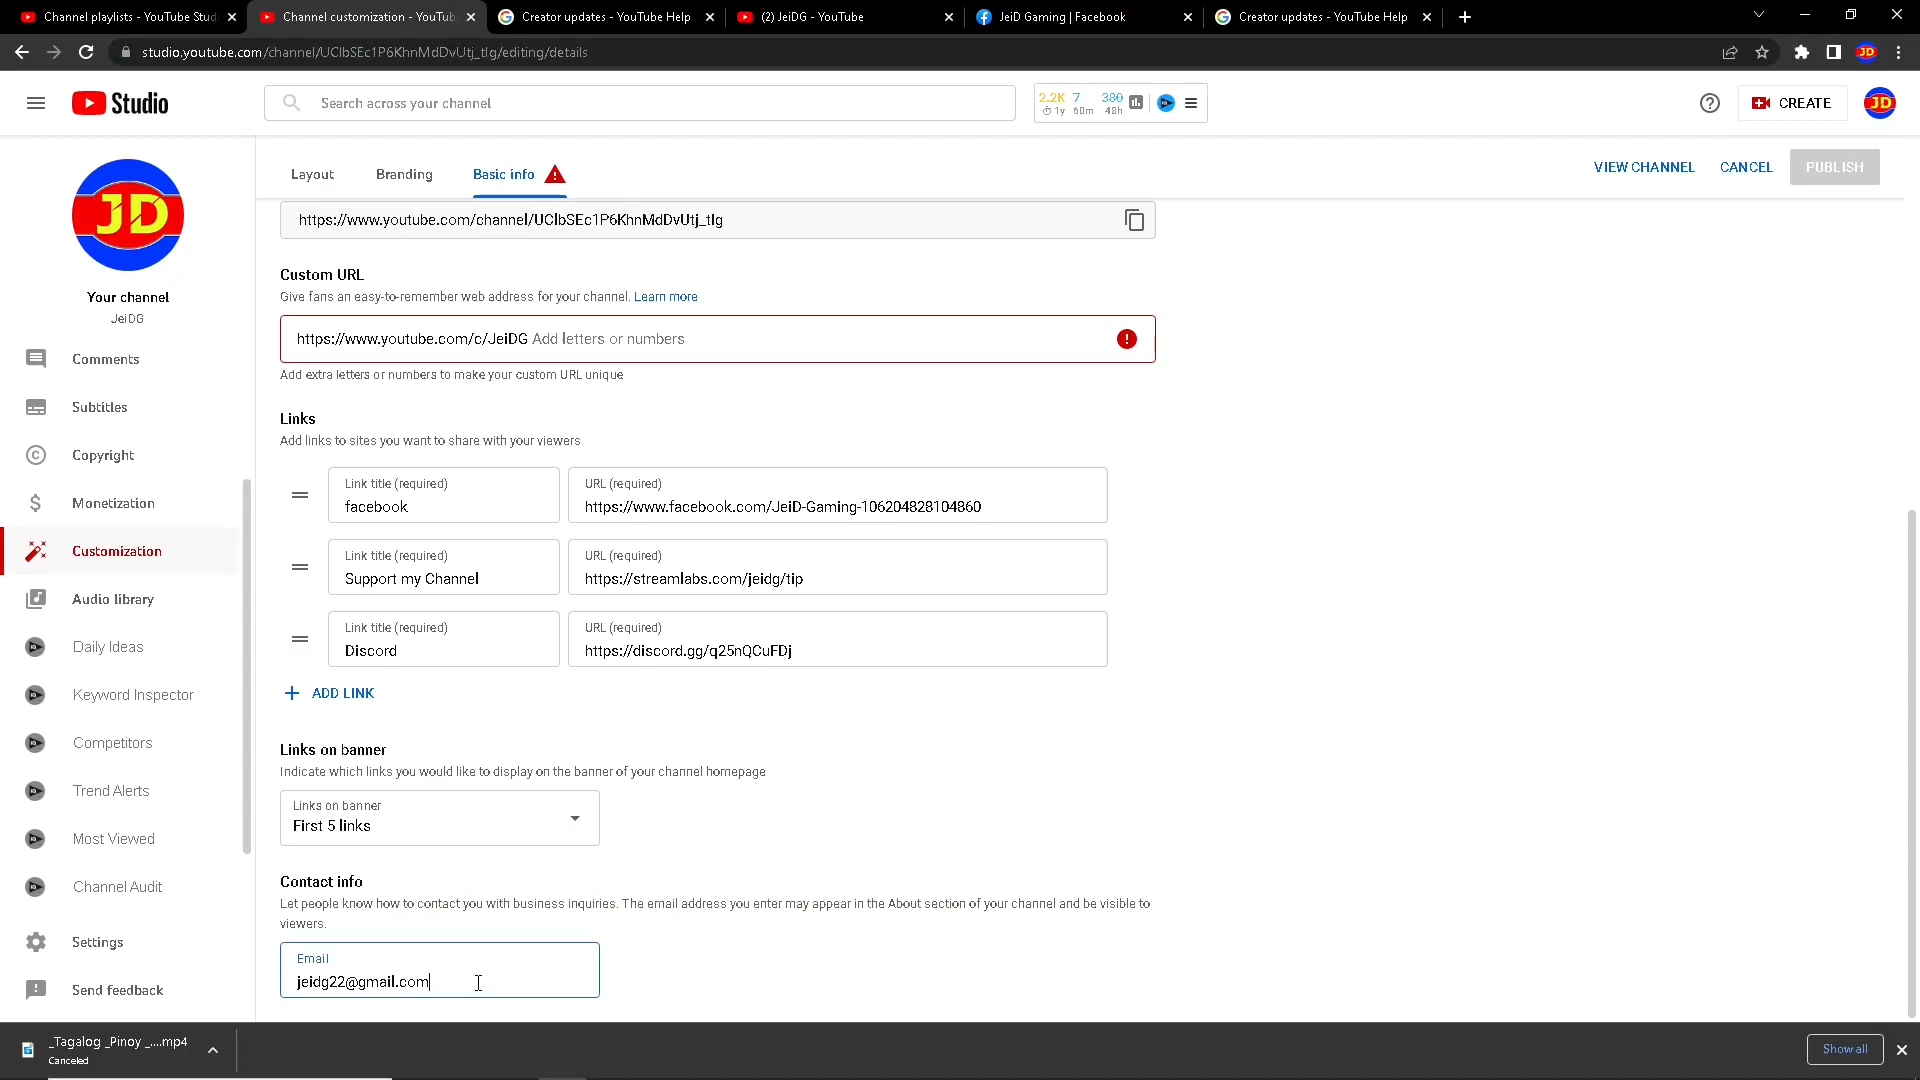 Channel playlists - YouTube Stud
Channel customization - YouTub
Creator updates - YouTube Help
(2) JeiDG - YouTube
JeiD Gaming | Facebook
Creator updates - YouTube Help
studio.youtube.com/channel/UClbSEc1P6KhnMdDvUtj_tIg/editing/details
JD
Studio
Search across your channel
2.2K 7 380
1y 60m 48h
CREATE
JD
JD
Your channel
JeiDG
Comments
Subtitles
Copyright
Monetization
Customization
Audio library
Daily Ideas
Keyword Inspector
Competitors
Trend Alerts
Most Viewed
Channel Audit
Settings
Send feedback
Layout
Branding
Basic info
VIEW CHANNEL
CANCEL
PUBLISH
https://www.youtube.com/channel/UClbSEc1P6KhnMdDvUtj_tIg
Custom URL
Give fans an easy-to-remember web address for your channel. Learn more
https://www.youtube.com/c/JeiDG Add letters or numbers
Add extra letters or numbers to make your custom URL unique
Links
Add links to sites you want to share with your viewers
Link title (required)
facebook
URL (required)
https://www.facebook.com/JeiD-Gaming-106204828104860
Link title (required)
Support my Channel
URL (required)
https://streamlabs.com/jeidg/tip
Link title (required)
Discord
URL (required)
https://discord.gg/q25nQCuFDj
ADD LINK
Links on banner
Indicate which links you would like to display on the banner of your channel homepage
Links on banner
First 5 links
Contact info
Let people know how to contact you with business inquiries. The email address you enter may appear in the About section of your channel and be visible to
viewers.
Email
jeidg22@gmail.com
_Tagalog _Pinoy _....mp4
Canceled
Show all